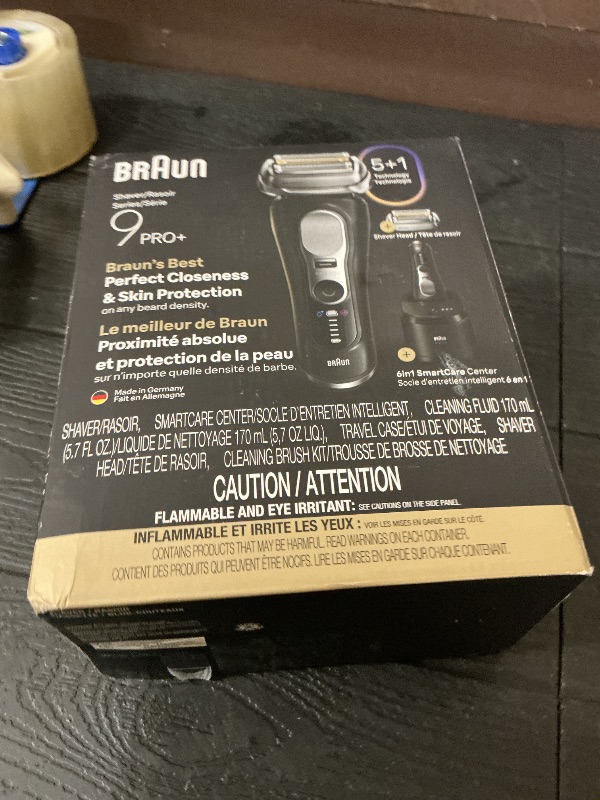 BRAUN
5+1
Technology
Technologie
Shaver/Rasoir
Series/Série
9 PRO+
Shaver Head / Tête de rasoir
Braun's Best
Perfect Closeness
& Skin Protection
on any beard density.
Le meilleur de Braun
Proximité absolue
et protection de la peau
sur n'importe quelle densité de barbe.
BRAUN
BRAUN
6in1 SmartCare Center
Socle d'entretien intelligent 6 en 1
Made in Germany
Fait en Allemagne
SHAVER/RASOIR, SMARTCARE CENTER/SOCLE D'ENTRETIEN INTELLIGENT, CLEANING FLUID 170 mL
(5.7 FL OZ.)/LIQUIDE DE NETTOYAGE 170 mL (5,7 OZ LIQ.), TRAVEL CASE/ÉTUI DE VOYAGE, SHAVER
HEAD/TÊTE DE RASOIR, CLEANING BRUSH KIT/TROUSSE DE BROSSE DE NETTOYAGE
CAUTION / ATTENTION
FLAMMABLE AND EYE IRRITANT: SEE CAUTIONS ON THE SIDE PANEL.
INFLAMMABLE ET IRRITE LES YEUX : VOIR LES MISES EN GARDE SUR LE CÔTÉ.
CONTAINS PRODUCTS THAT MAY BE HARMFUL. READ WARNINGS ON EACH CONTAINER.
CONTIENT DES PRODUITS QUI PEUVENT ÊTRE NOCIFS. LIRE LES MISES EN GARDE SUR CHAQUE CONTENANT.